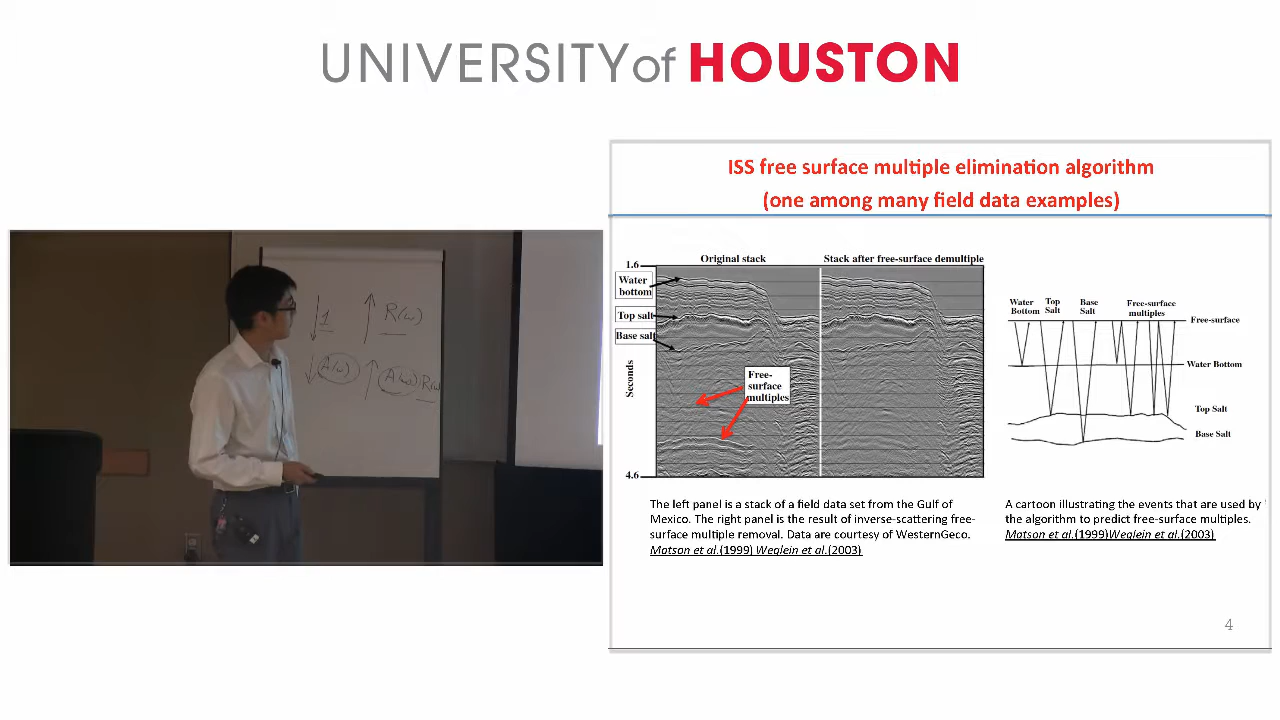 UNIVERSITY of HOUSTON
ISS free surface multiple elimination algorithm
(one among many field data examples)
Original stack
Stack after free-surface demultiple
1.6
Water
bottom
Top salt
Base salt
Seconds
Free-
surface
multiples
4.6
Water
Bottom
Top
Salt
Base
Salt
Free-surface
multiples
Free-surface
Water Bottom
Top Salt
Base Salt
The left panel is a stack of a field data set from the Gulf of
Mexico. The right panel is the result of inverse-scattering free-
surface multiple removal. Data are courtesy of WesternGeco.
Matson et al.(1999) Weglein et al.(2003)
A cartoon illustrating the events that are used by
the algorithm to predict free-surface multiples.
Matson et al.(1999)Weglein et al.(2003)
4
1
R(ω)
A(ω)
A(ω) R(ω)